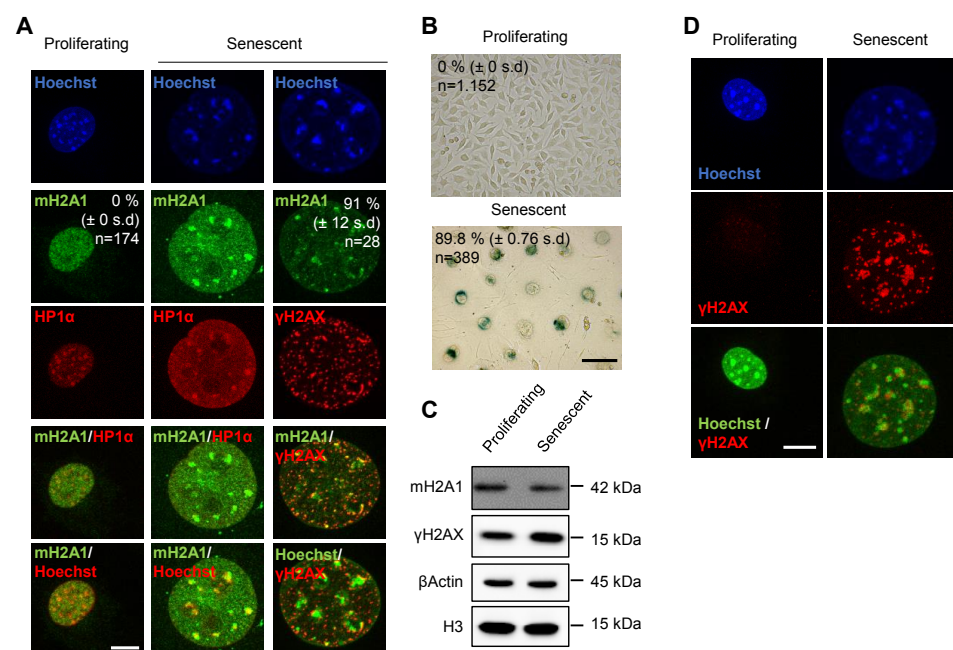 A
Proliferating
Senescent
Hoechst
Hoechst
Hoechst
mH2A1
0 %
(± 0 s.d)
n=174
mH2A1
mH2A1
91 %
(± 12 s.d)
n=28
HP1α
HP1α
γH2AX
mH2A1/HP1α
mH2A1/HP1α
mH2A1/
γH2AX
mH2A1/
Hoechst
mH2A1/
Hoechst
Hoechst/
γH2AX
B
Proliferating
0 % (± 0 s.d)
n=1.152
Senescent
89.8 % (± 0.76 s.d)
n=389
C
Proliferating
Senescent
mH2A1
42 kDa
γH2AX
15 kDa
βActin
45 kDa
H3
15 kDa
D
Proliferating
Senescent
Hoechst
γH2AX
Hoechst /
γH2AX